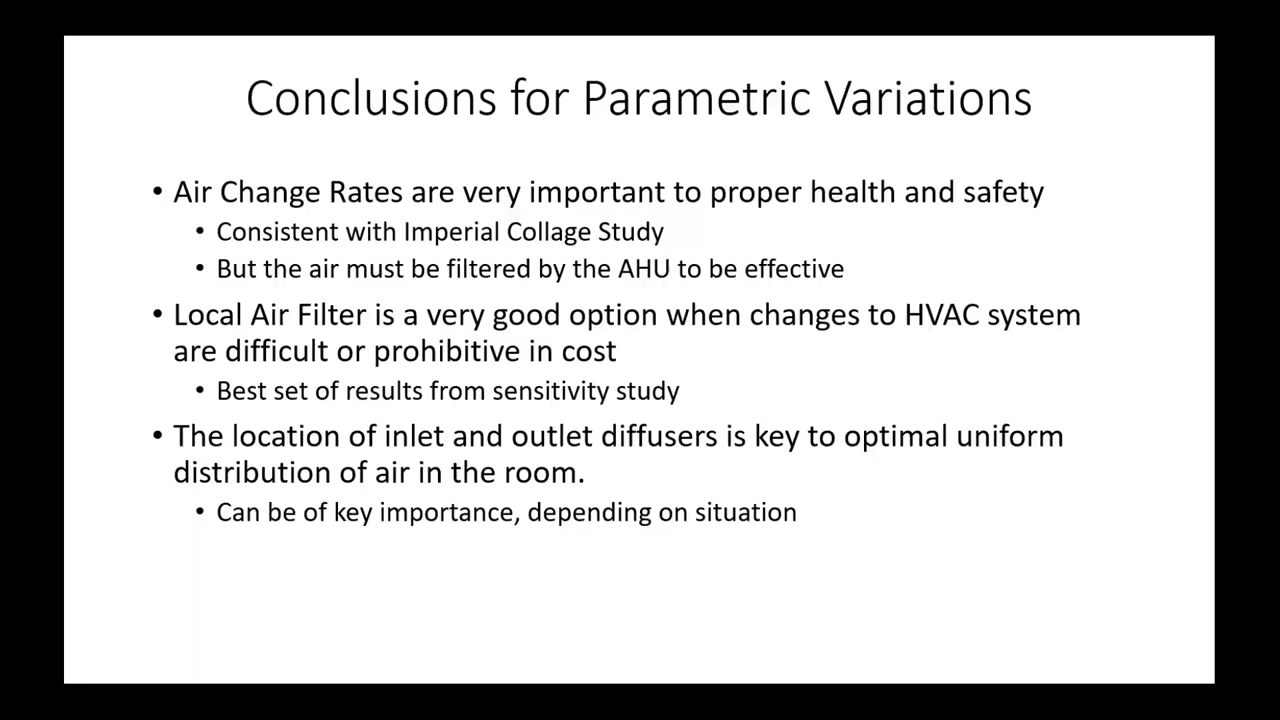 Conclusions for Parametric Variations
• Air Change Rates are very important to proper health and safety
• Consistent with Imperial Collage Study
• But the air must be filtered by the AHU to be effective
• Local Air Filter is a very good option when changes to HVAC system
are difficult or prohibitive in cost
• Best set of results from sensitivity study
• The location of inlet and outlet diffusers is key to optimal uniform
distribution of air in the room.
• Can be of key importance, depending on situation